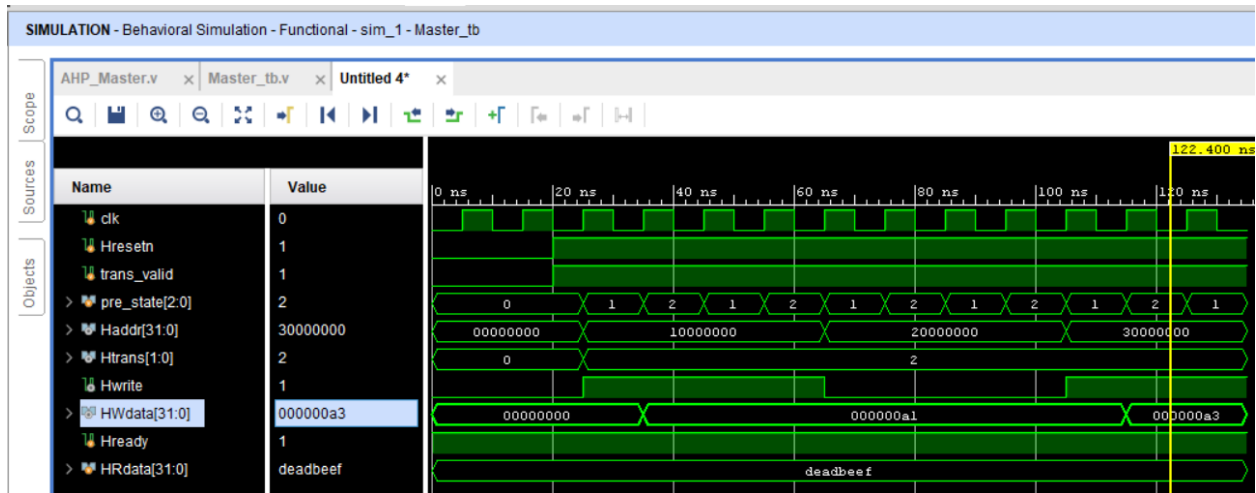 SIMULATION - Behavioral Simulation - Functional - sim_1 - Master_tb
Scope
Sources
Objects
AHP_Master.v × Master_tb.v × Untitled 4* ×
122.400 ns
Name Value
0 ns 20 ns 40 ns 60 ns 80 ns 100 ns 120 ns
clk 0
Hresetn 1
trans_valid 1
pre_state[2:0] 2 0 1 2 1 2 1 2 1 2 1 2 1
Haddr[31:0] 30000000 00000000 10000000 20000000 30000000
Htrans[1:0] 2 0 2
Hwrite 1
HWdata[31:0] 000000a3 00000000 000000a1 000000a3
Hready 1
HRdata[31:0] deadbeef deadbeef